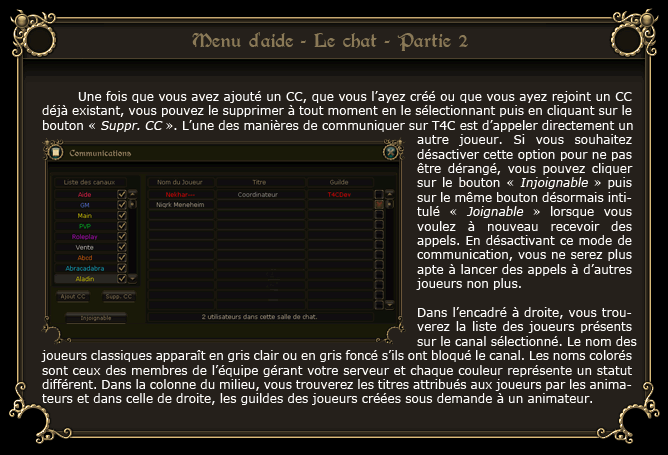 Menu d'aide - Le chat - Partie 2
Une fois que vous avez ajouté un CC, que vous l'ayez créé ou que vous ayez rejoint un CC
déjà existant, vous pouvez le supprimer à tout moment en le sélectionnant puis en cliquant sur le
bouton « Suppr. CC ». L'une des manières de communiquer sur T4C est d'appeler directement un
autre joueur. Si vous souhaitez
désactiver cette option pour ne pas
être dérangé, vous pouvez cliquer
sur le bouton « Injoignable » puis
sur le même bouton désormais inti-
tulé « Joignable » lorsque vous
voulez à nouveau recevoir des
appels. En désactivant ce mode de
communication, vous ne serez plus
apte à lancer des appels à d'autres
joueurs non plus.
Communications
Liste des canaux
Nom du Joueur Titre Guilde
Aide
GM
Main
PVP
Roleplay
Vente
Abcd
Abracadabra
Aladin
Coordinateur T4CDev
Nigrk Meneheim
Ajout CC Supp. CC
Injoignable
2 utilisateurs dans cette salle de chat.
Dans l'encadré à droite, vous trou-
verez la liste des joueurs présents
sur le canal sélectionné. Le nom des
joueurs classiques apparaît en gris clair ou en gris foncé s'ils ont bloqué le canal. Les noms colorés
sont ceux des membres de l'équipe gérant votre serveur et chaque couleur représente un statut
différent. Dans la colonne du milieu, vous trouverez les titres attribués aux joueurs par les anima-
teurs et dans celle de droite, les guildes des joueurs créées sous demande à un animateur.